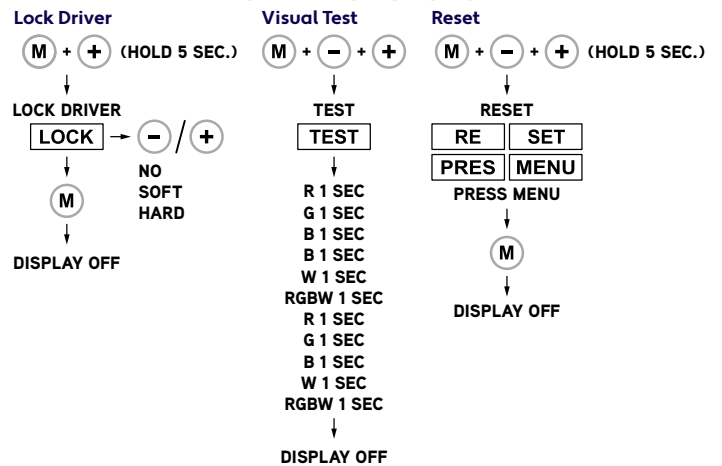 Lock Driver
M + + (HOLD 5 SEC.)
LOCK DRIVER
LOCK → - / +
NO
SOFT
HARD
M
DISPLAY OFF
Visual Test
M + - + +
TEST
TEST
R 1 SEC
G 1 SEC
B 1 SEC
B 1 SEC
W 1 SEC
RGBW 1 SEC
R 1 SEC
G 1 SEC
B 1 SEC
W 1 SEC
RGBW 1 SEC
DISPLAY OFF
Reset
M + - + + (HOLD 5 SEC.)
RESET
RE SET
PRES MENU
PRESS MENU
M
DISPLAY OFF